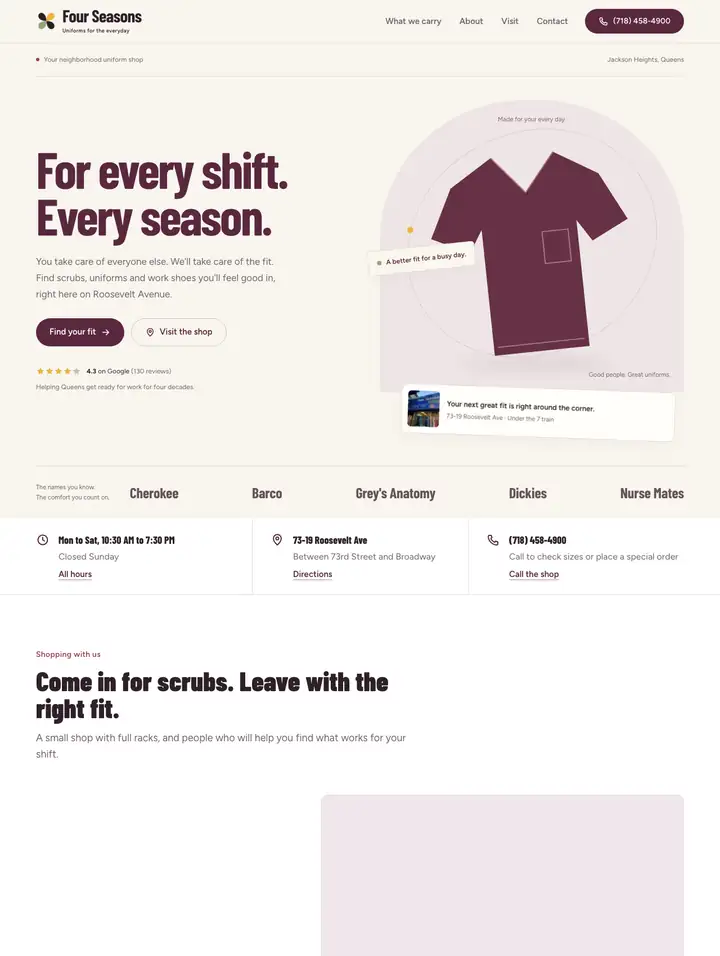 Four Seasons
Uniforms for the everyday
What we carry
About
Visit
Contact
(718) 458-4900
Your neighborhood uniform shop
Jackson Heights, Queens
Made for your every day
For every shift.
Every season.
You take care of everyone else. We'll take care of the fit.
Find scrubs, uniforms and work shoes you'll feel good in,
right here on Roosevelt Avenue.
A better fit for a busy day.
Find your fit
Visit the shop
4.3 on Google (130 reviews)
Helping Queens get ready for work for four decades.
Good people. Great uniforms.
Your next great fit is right around the corner.
73-19 Roosevelt Ave · Under the 7 train
The names you know.
The comfort you count on.
Cherokee
Barco
Grey's Anatomy
Dickies
Nurse Mates
Mon to Sat, 10:30 AM to 7:30 PM
Closed Sunday
All hours
73-19 Roosevelt Ave
Between 73rd Street and Broadway
Directions
(718) 458-4900
Call to check sizes or place a special order
Call the shop
Shopping with us
Come in for scrubs. Leave with the
right fit.
A small shop with full racks, and people who will help you find what works for your
shift.